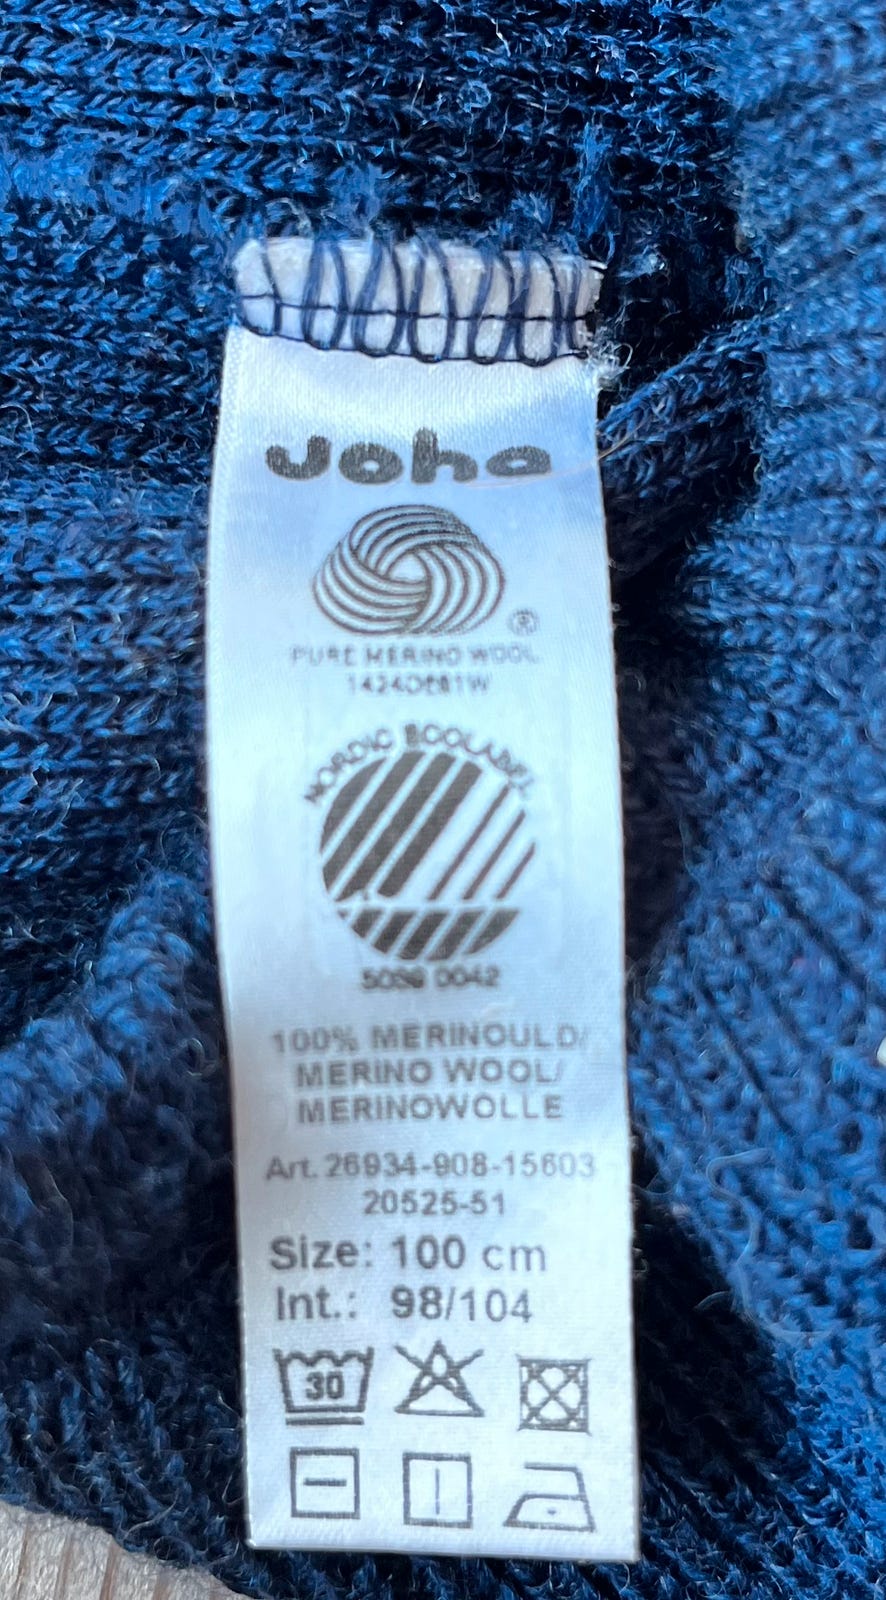 Joha
®
PURE MERINO WOOL
NORDIC ECOLABEL
0042
100% MERINOULD/
MERINO WOOL/
MERINOWOLLE
Art. 26934-908-15603
20525-51
Size: 100 cm
Int.: 98/104
30